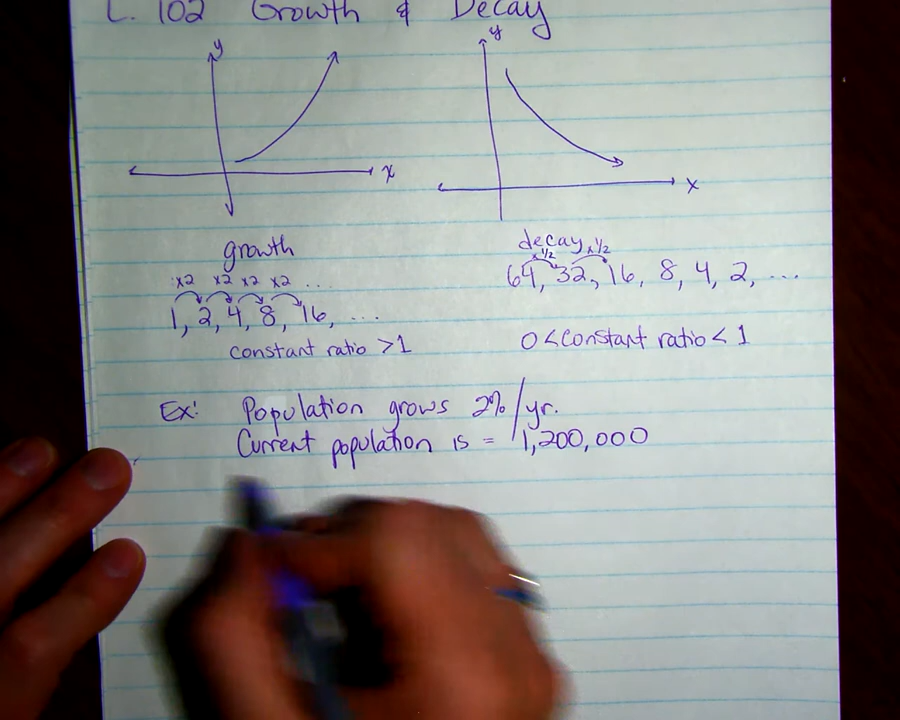 L. 102 Growth & Decay
y
y
x
x
growth
decay
x2 x2 x2 x2 ...
x ½ x ½
1, 2, 4, 8, 16, ...
64, 32, 16, 8, 4, 2, ...
constant ratio >1
0 < constant ratio < 1
Ex: Population grows 2%/yr.
Current population is = 1,200,000